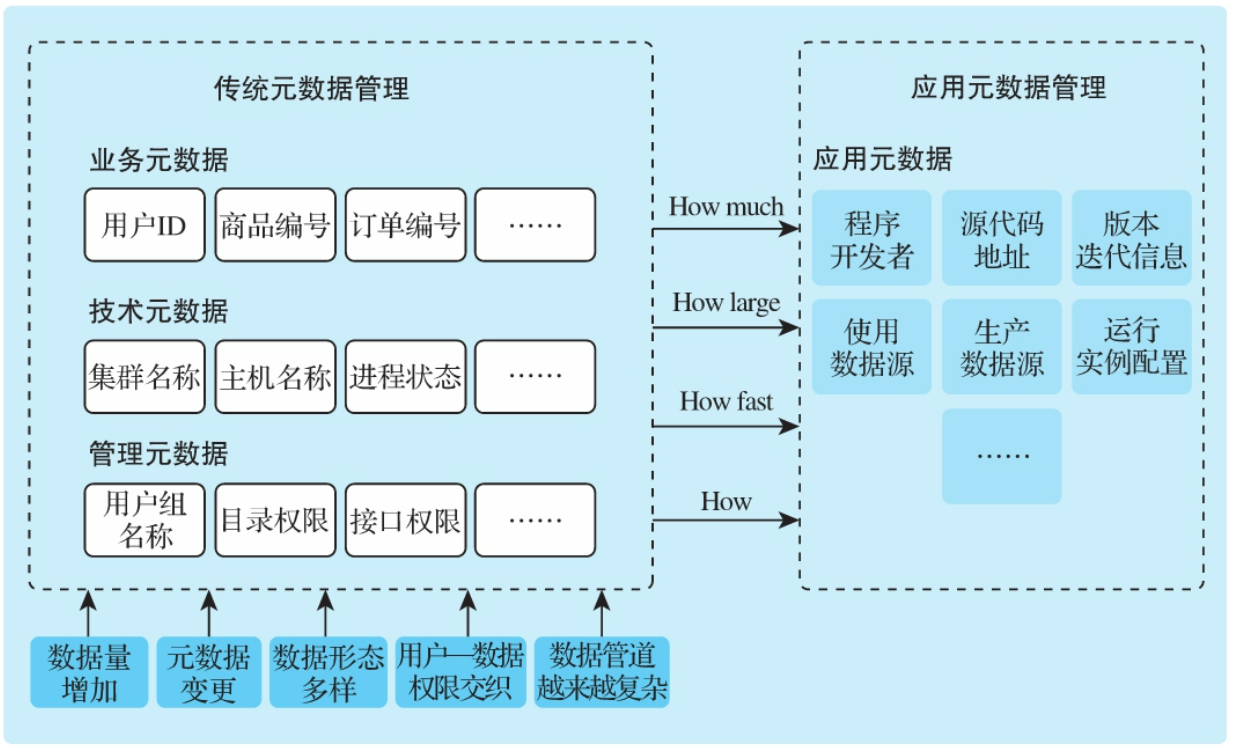 传统元数据管理
业务元数据
用户ID
商品编号
订单编号
……
技术元数据
集群名称
主机名称
进程状态
……
管理元数据
用户组
名称
目录权限
接口权限
……
How much
How large
How fast
How
应用元数据管理
应用元数据
程序
开发者
源代码
地址
版本
迭代信息
使用
数据源
生产
数据源
运行
实例配置
……
数据量
增加
元数据
变更
数据形态
多样
用户—数据
权限交织
数据管道
越来越复杂